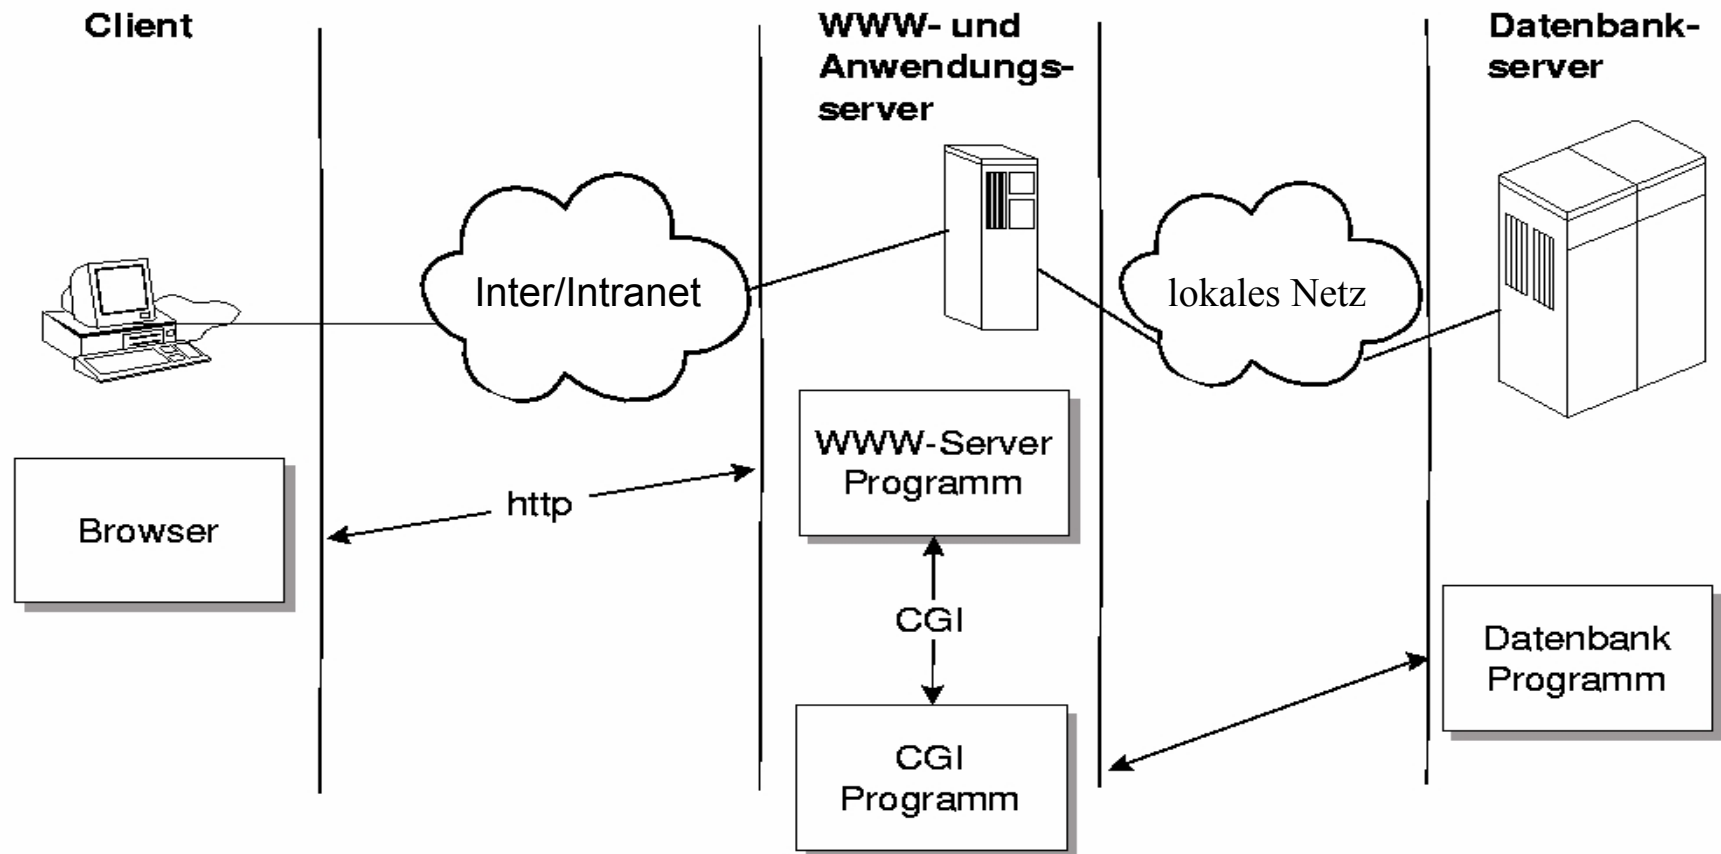 Client
WWW- und
Anwendungs-
server
Datenbank-
server
Inter/Intranet
lokales Netz
Browser
http
WWW-Server
Programm
CGI
CGI
Programm
Datenbank
Programm